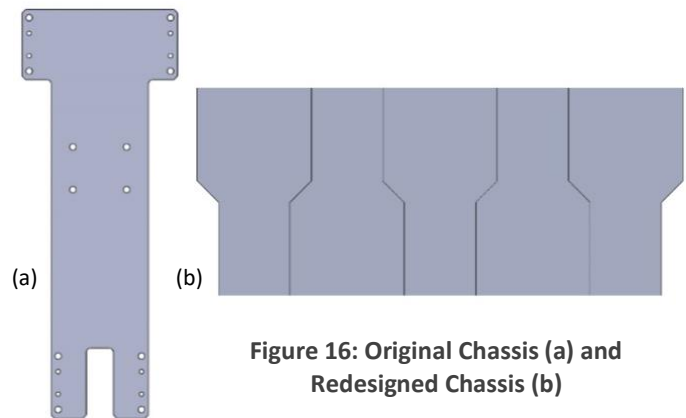 (a)
(b)
Figure 16: Original Chassis (a) and
Redesigned Chassis (b)